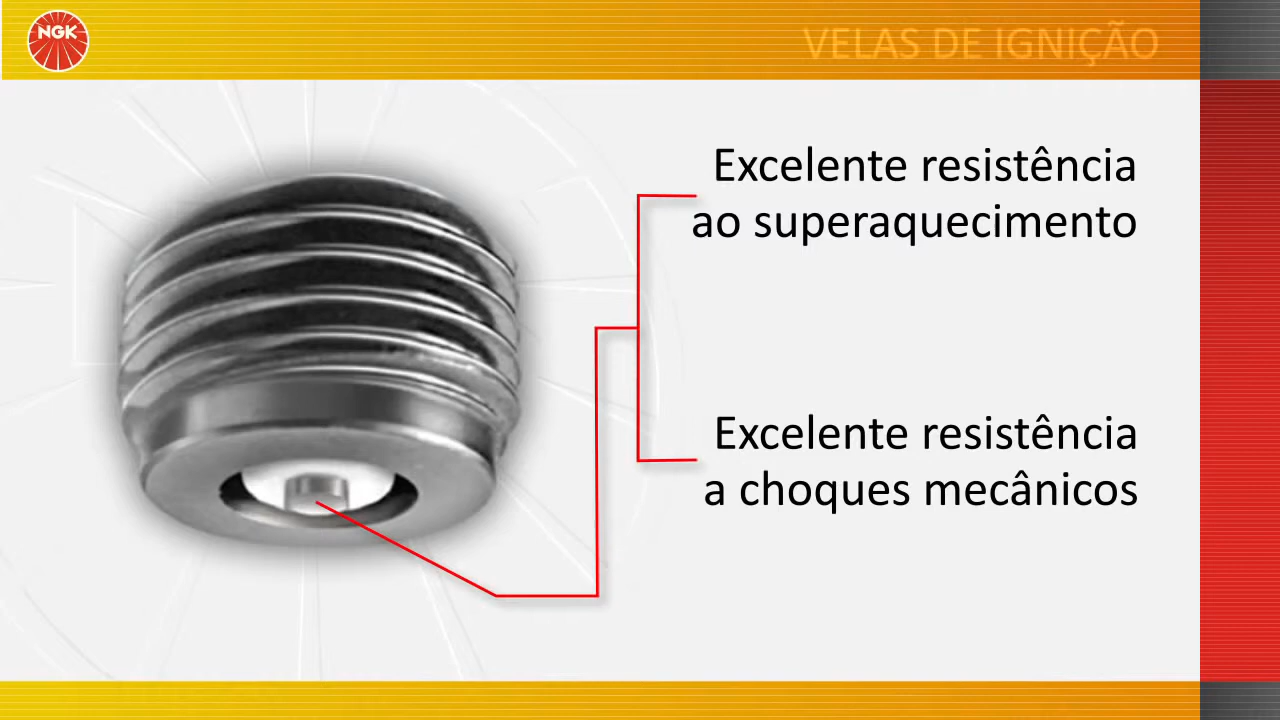 NGK
VELAS DE IGNIÇÃO
Excelente resistência
ao superaquecimento
Excelente resistência
a choques mecânicos